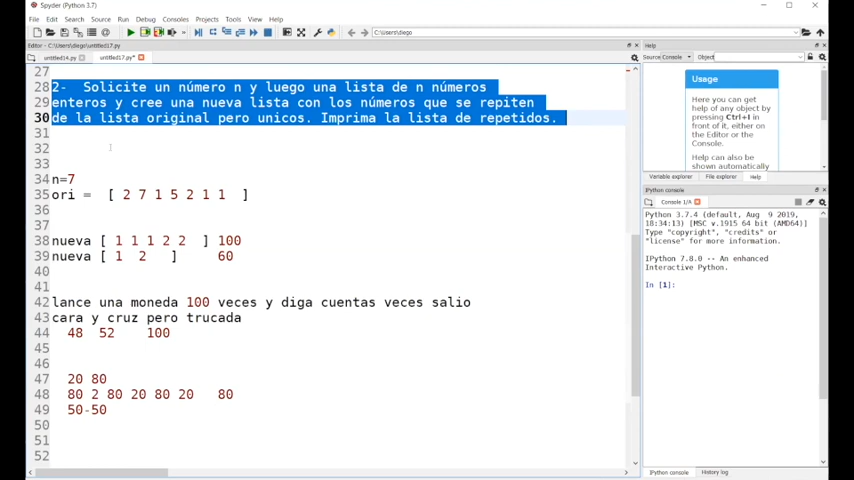 Spyder (Python 3.7)
File Edit Search Source Run Debug Consoles Projects Tools View Help
C:\Users\diego
Editor - C:\Users\diego\untitled17.py
untitled14.py untitled17.py*
27
28 2- Solicite un número n y luego una lista de n números
29 enteros y cree una nueva lista con los números que se repiten
30 de la lista original pero unicos. Imprima la lista de repetidos.
31
32
33
34 n=7
35 ori = [ 2 7 1 5 2 1 1 ]
36
37
38 nueva [ 1 1 1 2 2 ] 100
39 nueva [ 1 2 ] 60
40
41
42 lance una moneda 100 veces y diga cuentas veces salio
43 cara y cruz pero trucada
44 48 52 100
45
46
47 20 80
48 80 2 80 20 80 20 80
49 50-50
50
51
52
Help
Source Console Object
Usage
Here you can get
help of any object by
pressing Ctrl+I in
front of it, either on
the Editor or the
Console.
Help can also be
shown automatically
Variable explorer File explorer Help
IPython console
Console 1/A
Python 3.7.4 (default, Aug 9 2019,
18:34:13) [MSC v.1915 64 bit (AMD64)]
Type "copyright", "credits" or
"license" for more information.
IPython 7.8.0 -- An enhanced
Interactive Python.
In [1]:
IPython console History log